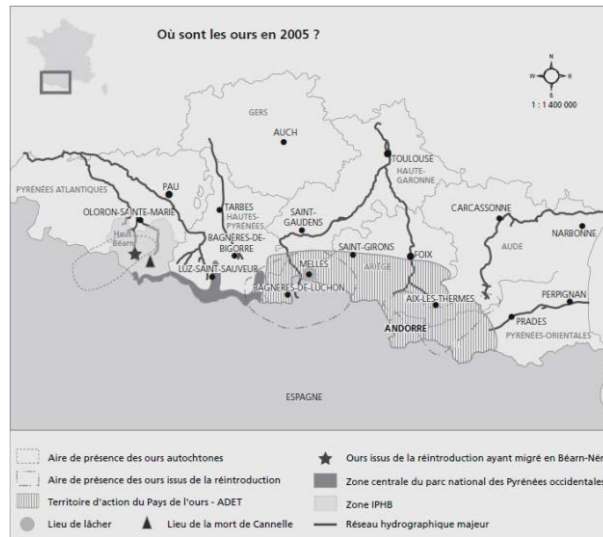 Où sont les ours en 2005 ?
N
W
e
S
1 : 1 400 000
GERS
AUCH
TOULOUSE
HAUTE-
GARONNE
PYRÉNÉES ATLANTIQUES
PAU
OLORON-SAINTE-MARIE
TARBES
HAUTES-
PYRÉNÉES
SAINT-
GAUDENS
CARCASSONNE
NARBONNE
Haut
Béarn
BAGNÈRES-DE-
BIGORRE
SAINT-GIRONS
FOIX
AUDE
LUZ-SAINT-SAUVEUR
MELLES
ARIÈGE
BAGNÈRES-DE-LUCHON
AIX-LES-THERMES
PERPIGNAN
ANDORRE
PRADES
PYRÉNÉES-ORIENTALES
ESPAGNE
Aire de présence des ours autochtones
Aire de présence des ours issus de la réintroduction
Territoire d'action du Pays de l'ours - ADET
Lieu de lâcher
Lieu de la mort de Cannelle
Ours issus de la réintroduction ayant migré en Béarn-Nér
Zone centrale du parc national des Pyrénées occidentales
Zone IPHB
Réseau hydrographique majeur